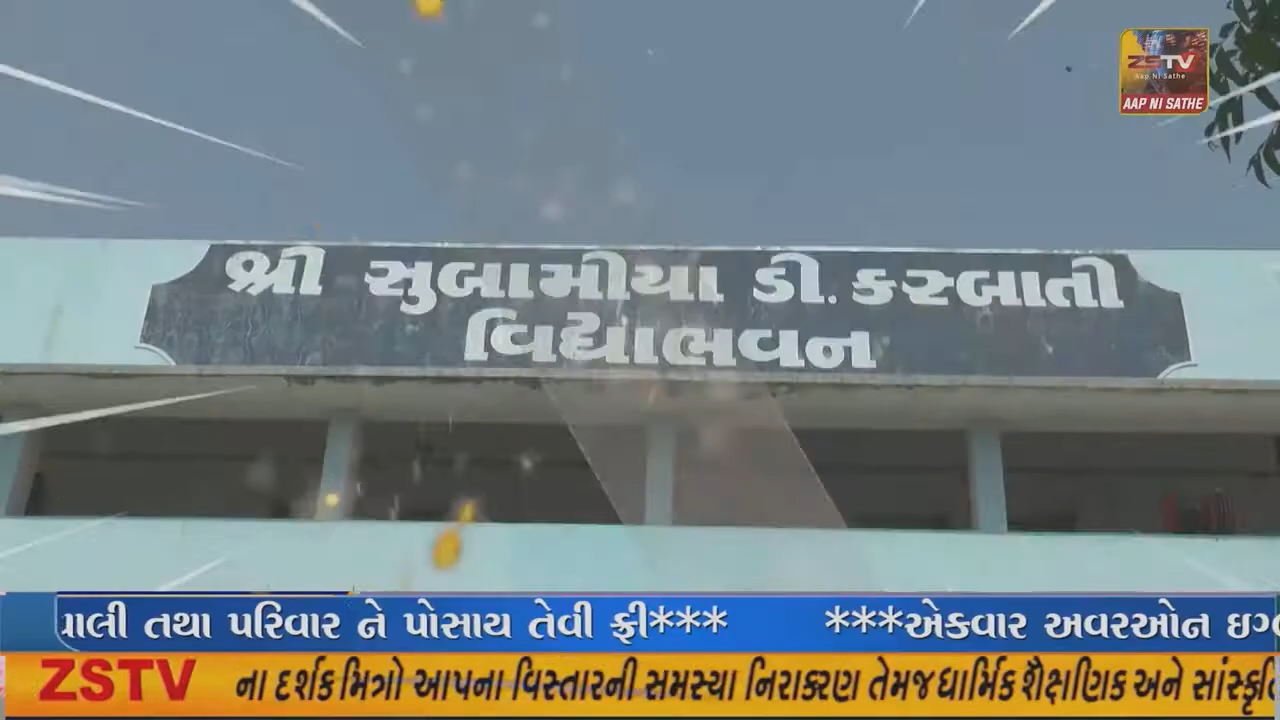 ZSTV
Aap Ni Sathe
AAP NI SATHE
શ્રી સુબામીયા ડી. કરબાતી
વિદ્યાભવન
તથા પરિવાર ને પોસાય તેવી ફ્રી*** ***એકવાર અવરઓન
ZSTV ના દર્શક મિત્રો આપના વિસ્તારની સમસ્યા નિરાકરણ તેમજ ધાર્મિક શૈક્ષણિક અને